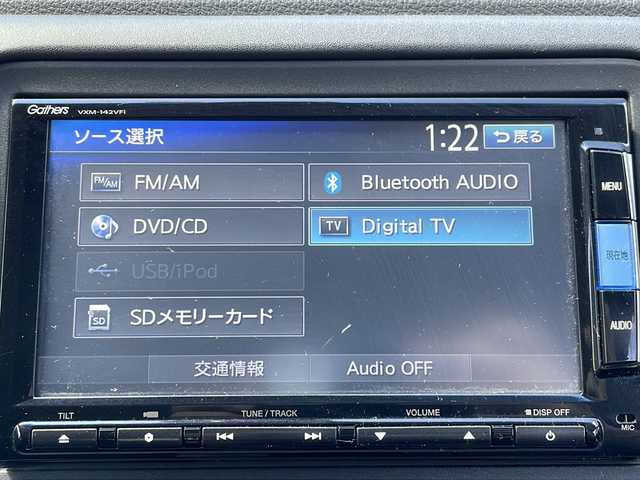 Gathers VXM-142VFi
ソース選択 1:22 戻る
FM/AM FM/AM
Bluetooth AUDIO
DVD/CD
TV Digital TV
USB/iPod
SD SDメモリーカード
交通情報
Audio OFF
MENU
現在地
AUDIO
TILT TUNE / TRACK VOLUME DISP OFF
MIC